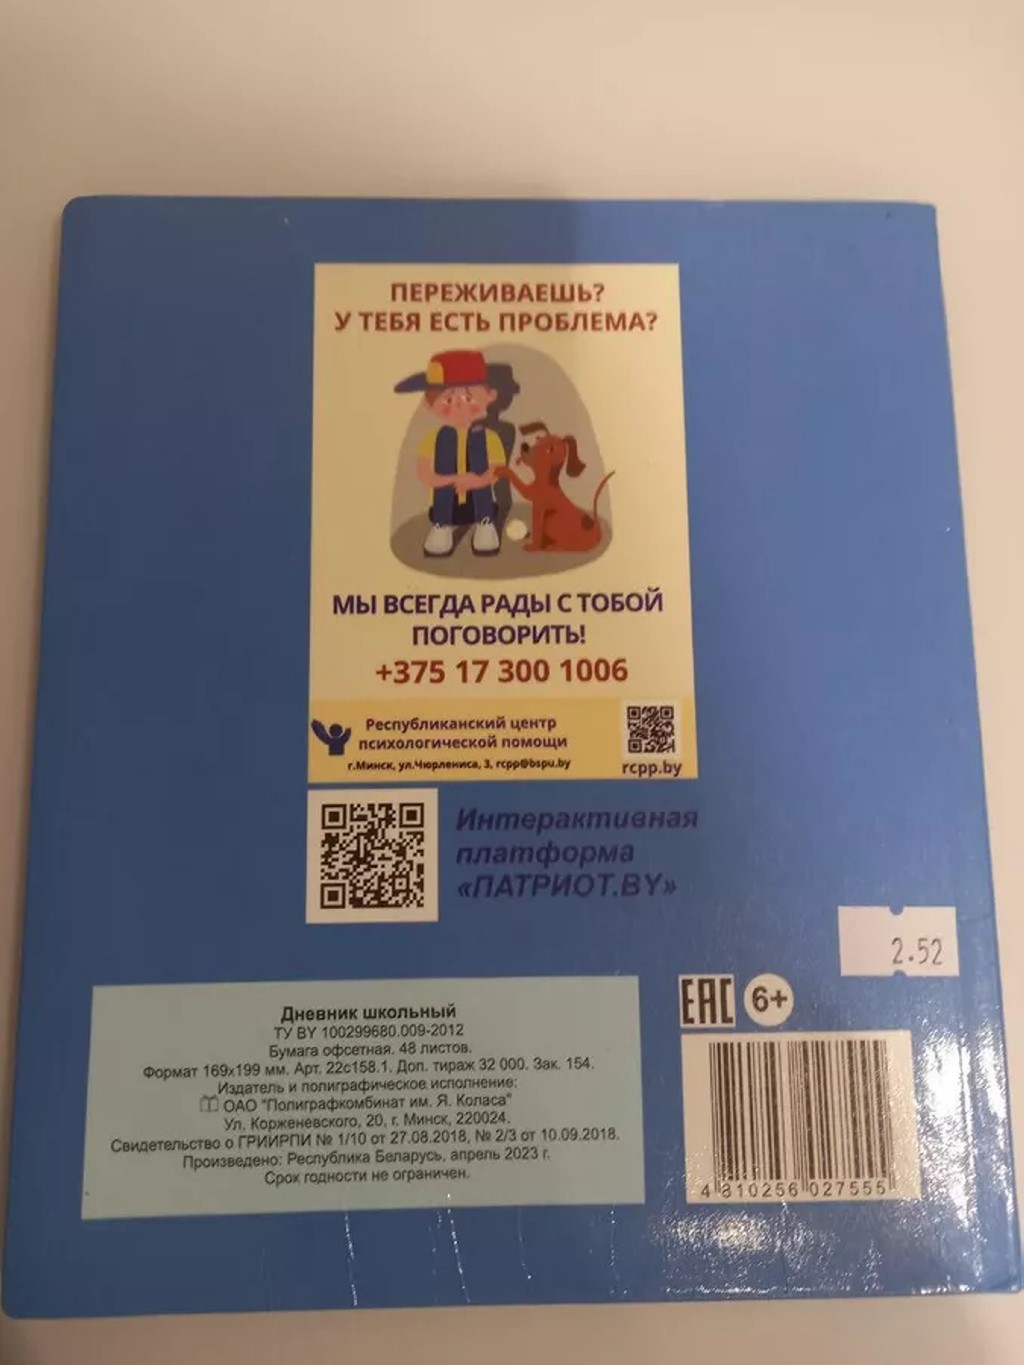 ПЕРЕЖИВАЕШЬ?
У ТЕБЯ ЕСТЬ ПРОБЛЕМА?
МЫ ВСЕГДА РАДЫ С ТОБОЙ
ПОГОВОРИТЬ!
+375 17 300 1006
Республиканский центр
психологической помощи
г.Минск, ул.Чюрлениса, 3, rcpp@bspu.by
rcpp.by
Интерактивная
платформа
«ПАТРИОТ.BY»
2.52
ЕАС 6+
Дневник школьный
ТУ BY 100299680.009-2012
Бумага офсетная. 48 листов.
Формат 169х199 мм. Арт. 22с158.1. Доп. тираж 32 000. Зак. 154.
Издатель и полиграфическое исполнение:
ОАО "Полиграфкомбинат им. Я. Коласа"
Ул. Корженевского, 20, г. Минск, 220024.
Свидетельство о ГРИИРПИ № 1/10 от 27.08.2018, № 2/3 от 10.09.2018.
Произведено: Республика Беларусь, апрель 2023 г.
Срок годности не ограничен.
4 810256 027555